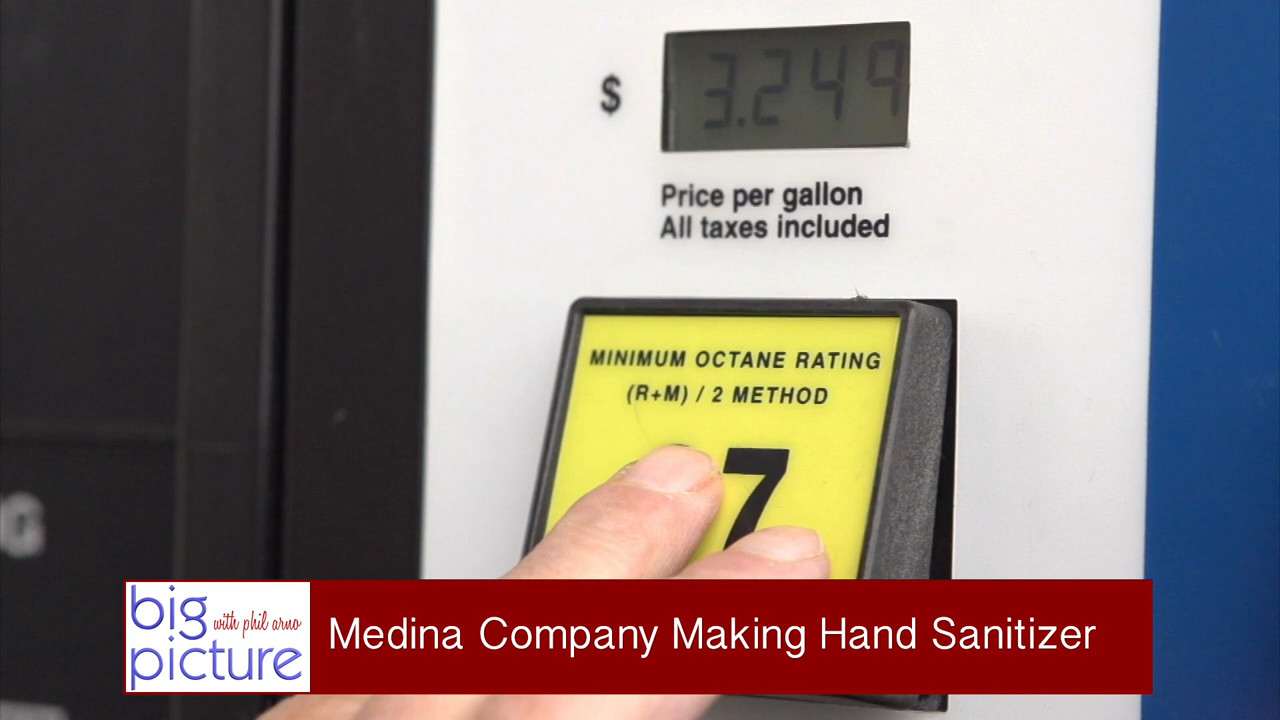 $ 3.249
Price per gallon
All taxes included
MINIMUM OCTANE RATING
(R+M) / 2 METHOD
7
big
with phil arno
picture
Medina Company Making Hand Sanitizer